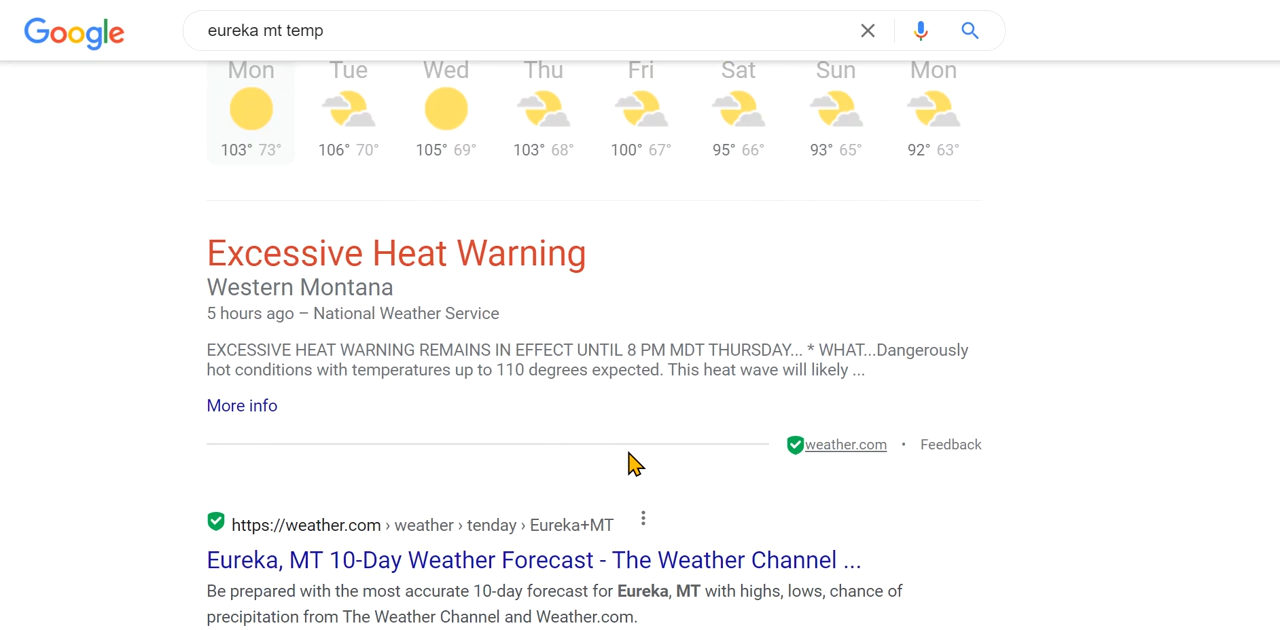 Google
eureka mt temp
Mon Tue Wed Thu Fri Sat Sun Mon
103° 73° 106° 70° 105° 69° 103° 68° 100° 67° 95° 66° 93° 65° 92° 63°
Excessive Heat Warning
Western Montana
5 hours ago – National Weather Service
EXCESSIVE HEAT WARNING REMAINS IN EFFECT UNTIL 8 PM MDT THURSDAY... * WHAT...Dangerously
hot conditions with temperatures up to 110 degrees expected. This heat wave will likely ...
More info
weather.com • Feedback
https://weather.com › weather › tenday › Eureka+MT
Eureka, MT 10-Day Weather Forecast - The Weather Channel ...
Be prepared with the most accurate 10-day forecast for Eureka, MT with highs, lows, chance of
precipitation from The Weather Channel and Weather.com.